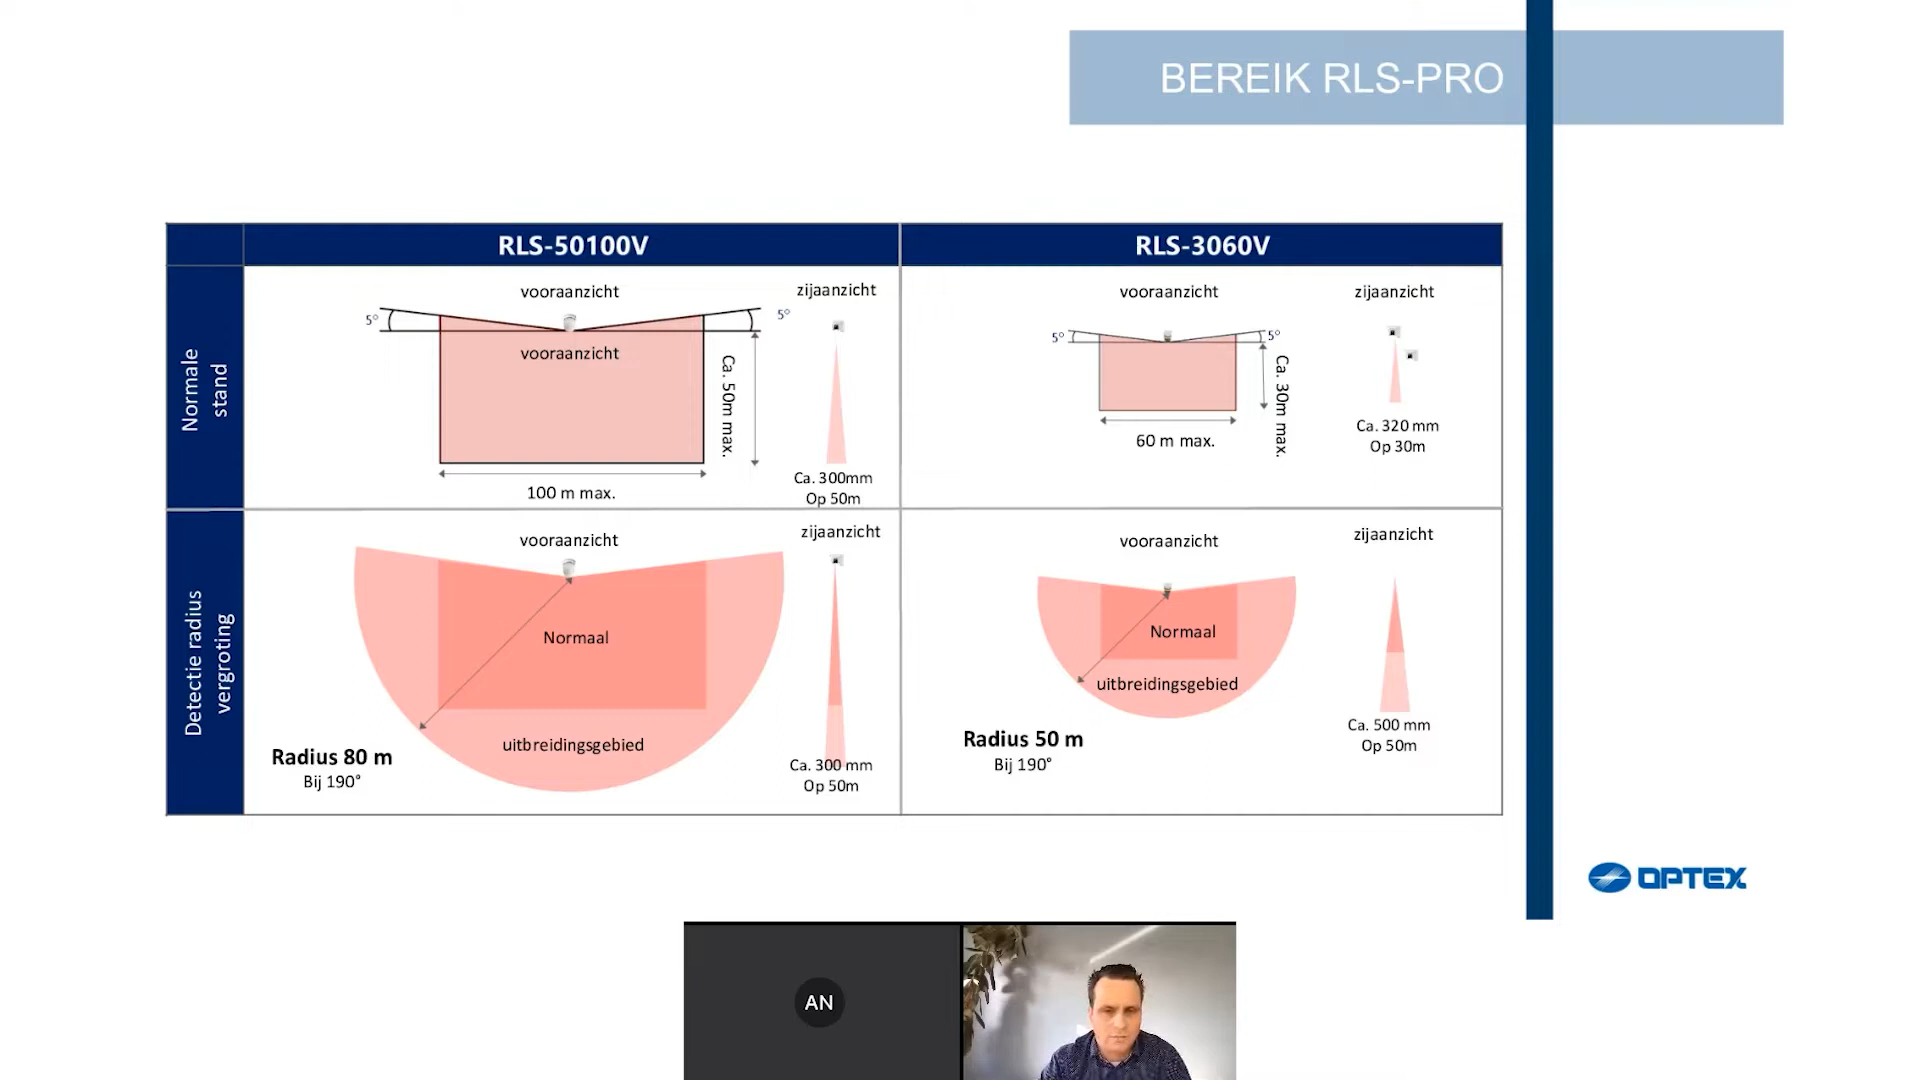 BEREIK RLS-PRO
RLS-50100V
RLS-3060V
Normale
stand
vooraanzicht
zijaanzicht
5°
5°
vooraanzicht
Ca. 50m max.
100 m max.
Ca. 300mm
Op 50m
vooraanzicht
zijaanzicht
5°
5°
Ca. 30m max.
60 m max.
Ca. 320 mm
Op 30m
Detectie radius
vergroting
vooraanzicht
zijaanzicht
Normaal
uitbreidingsgebied
Radius 80 m
Bij 190°
Ca. 300 mm
Op 50m
vooraanzicht
zijaanzicht
Normaal
uitbreidingsgebied
Radius 50 m
Bij 190°
Ca. 500 mm
Op 50m
OPTEX
AN